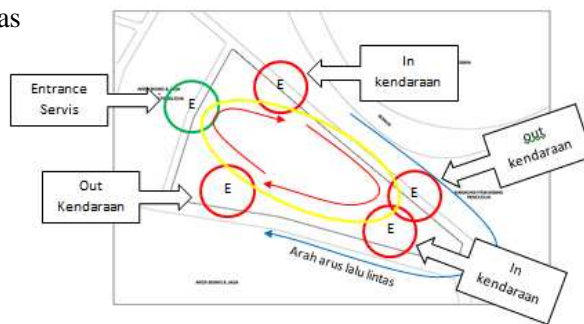 as
In
kendaraan
E
Entrance
Servis
E
out
kendaraan
Out
Kendaraan
E
E
E
In
kendaraan
Arah arus lalu lintas